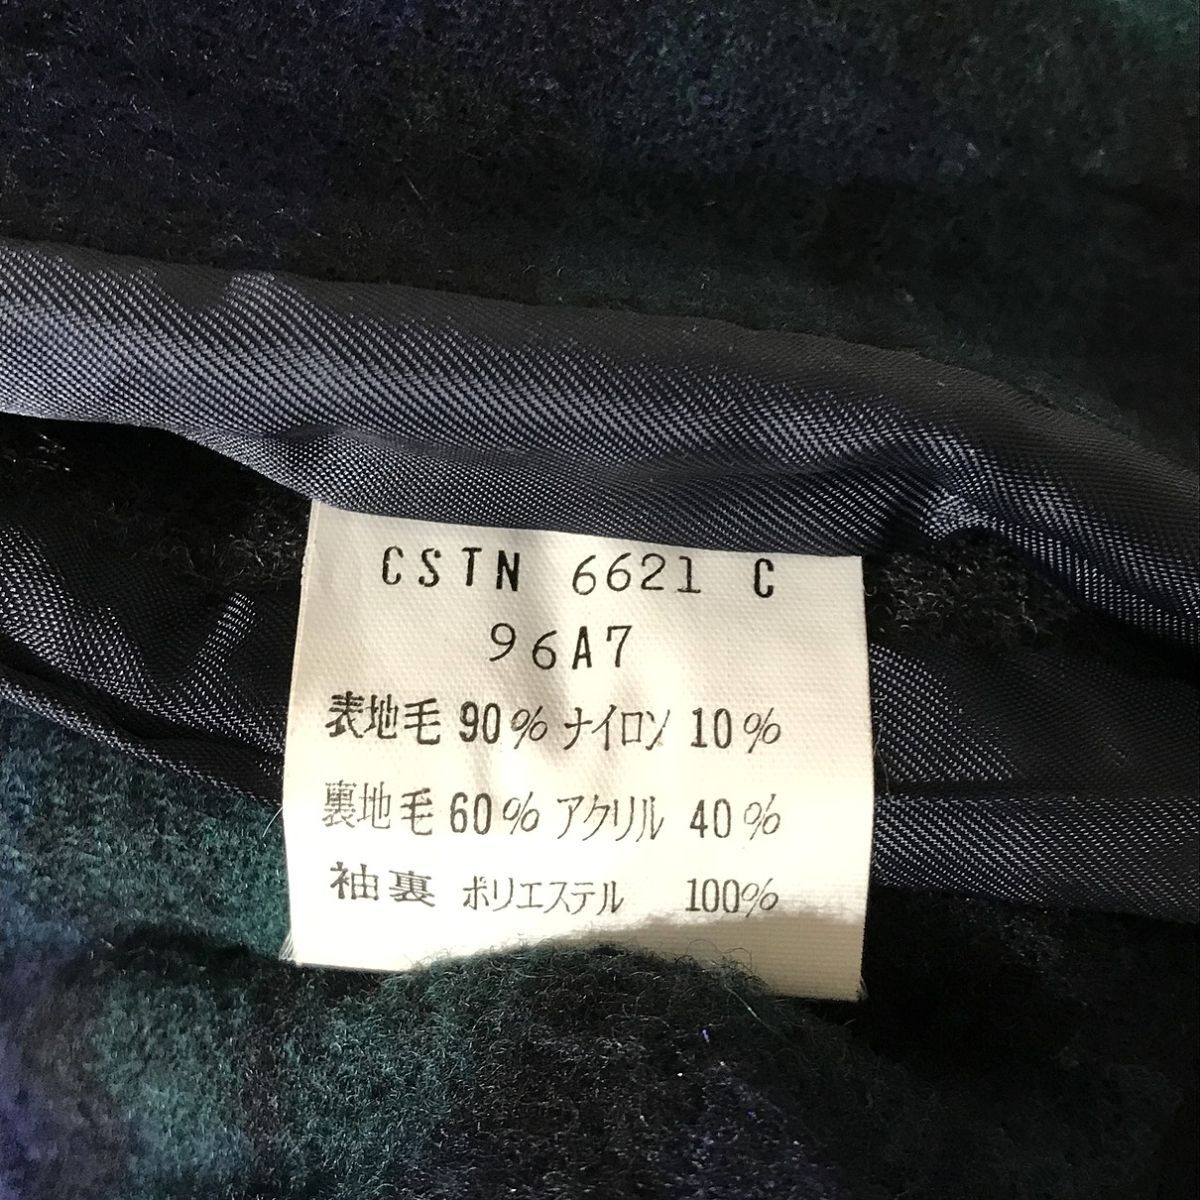 CSTN 6621 C
96A7
表地毛 90% ナイロン 10%
裏地毛 60% アクリル 40%
袖裏 ポリエステル 100%